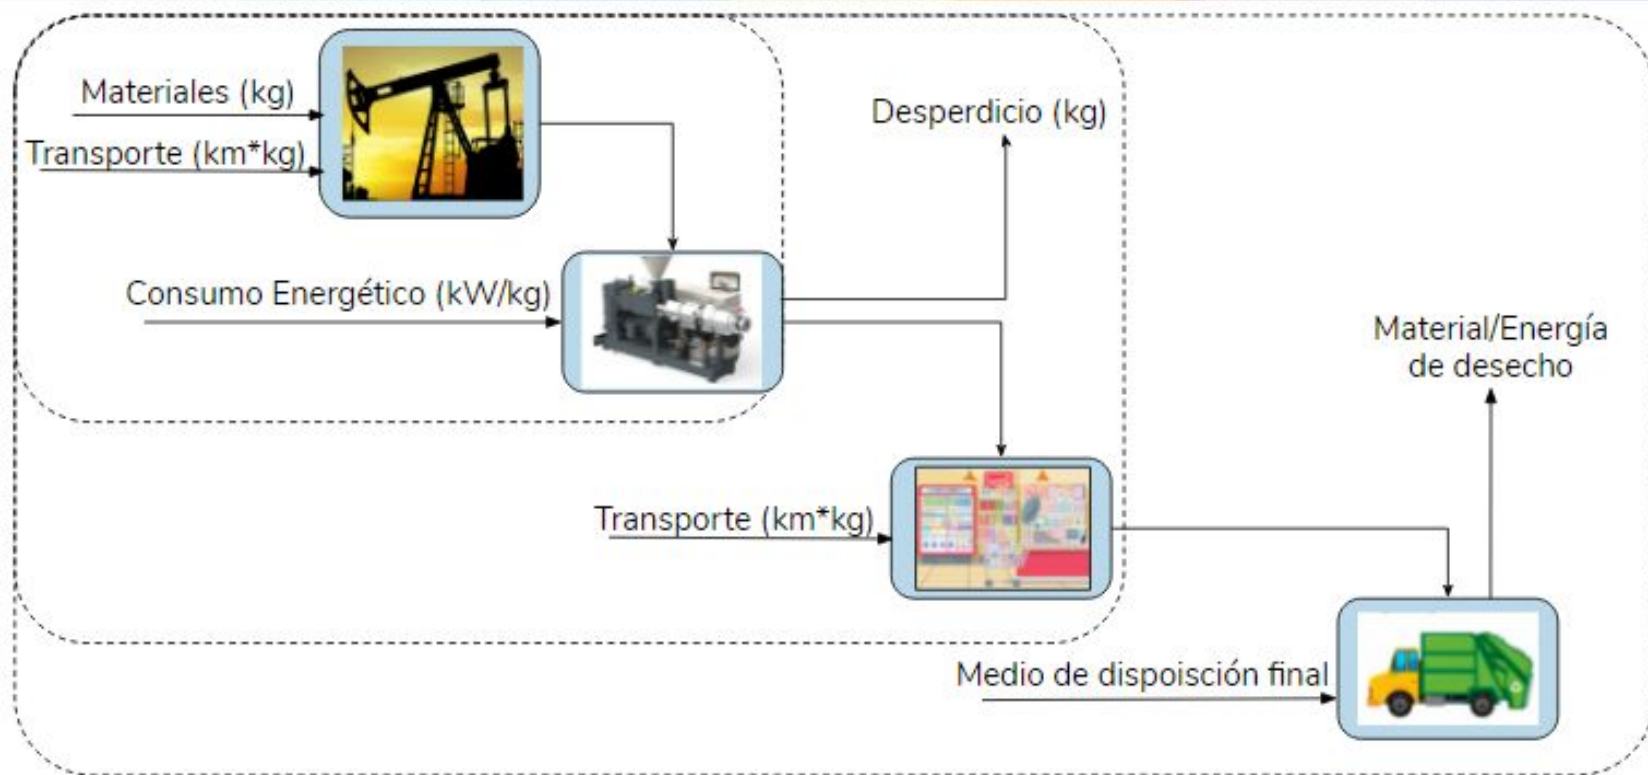 Materiales (kg)
Transporte (km*kg)
Desperdicio (kg)
Consumo Energético (kW/kg)
Material/Energía
de desecho
Transporte (km*kg)
Medio de dispoisción final